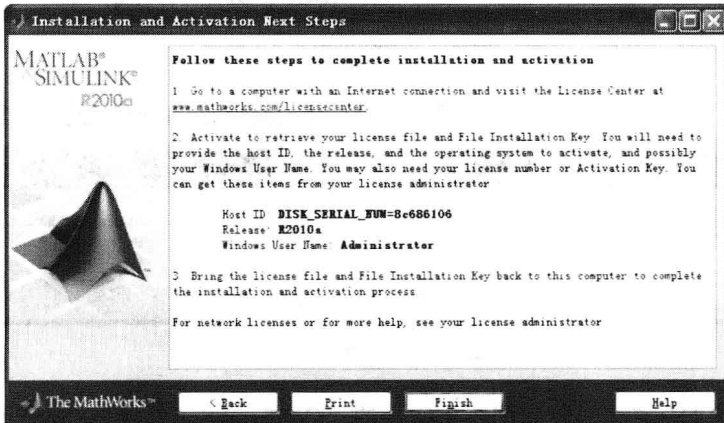 Installation and Activation Next Steps
MATLAB®
SIMULINK®
R2010a
Follow these steps to complete installation and activation
1 Go to a computer with an Internet connection and visit the License Center at
www.mathworks.com/licensecenter.
2. Activate to retrieve your license file and File Installation Key You will need to
provide the host ID, the release, and the operating system to activate, and possibly
your Windows User Name. You may also need your license number or Activation Key. You
can get these items from your license administrator
Host ID DISK_SERIAL_NUM=8c686106
Release: R2010a
Windows User Name: Administrator
3 Bring the license file and File Installation Key back to this computer to complete
the installation and activation process
For network licenses or for more help, see your license administrator
The MathWorks™
< Back
Print
Finish
Help